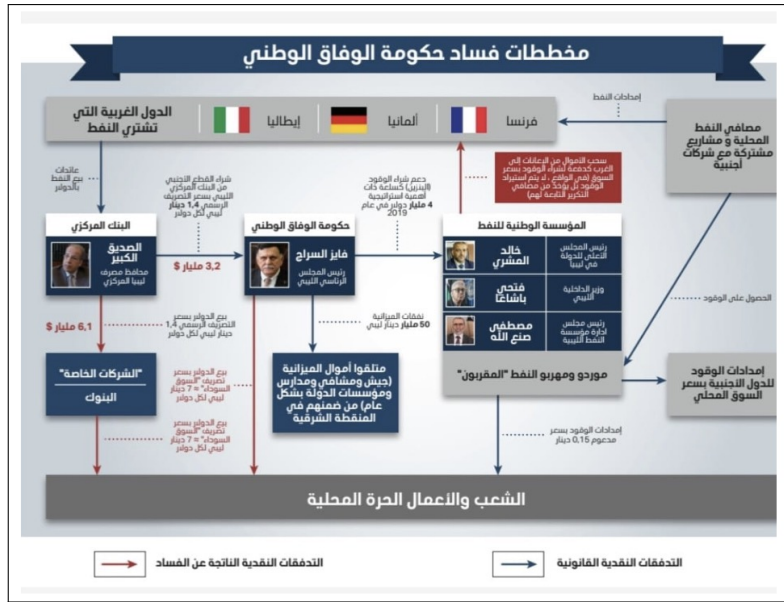 مخططات فساد حكومة الوفاق الوطني
الدول الغربية التي
تشتري النفط
إيطاليا
ألمانيا
فرنسا
إمدادات النفط
مصافي النفط
المحلية و مشاريع
مشتركة مع شركات
أجنبية
عائدات
بيع النفط
بالدولار
شراء القطع الأجنبي
من البنك المركزي
الليبي بسعر التصريف
الرسمي 1,4 دينار
ليبي لكل دولار
دعم شراء الوقود
(البنزين) كسلعة ذات
أهمية استراتيجية
4 مليار دولار في عام
2019
سحب الأموال من الإعانات إلى
الغرب كدفعة لشراء الوقود بسعر
السوق (في الواقع ، لا يتم استيراد
الوقود بل يؤخذ من مصافي
التكرير التابعة لهم)
البنك المركزي
الصديق
الكبير
محافظ مصرف
ليبيا المركزي
3,2 مليار $
حكومة الوفاق الوطني
فايز السراج
رئيس المجلس
الرئاسي الليبي
المؤسسة الوطنية للنفط
خالد
المشري
رئيس المجلس
الأعلى للدولة
في ليبيا
فتحي
باشاغا
وزير الداخلية
الليبي
مصطفى
صنع الله
رئيس مجلس
ادارة مؤسسة
النفط الليبية
موردو ومهربو النفط "المقربون"
الحصول على الوقود
6,1 مليار $
بيع الدولار بسعر
التصريف الرسمي 1,4
دينار ليبي لكل دولار
نفقات الميزانية
50 مليار دينار ليبي
"الشركات الخاصة"
البنوك
بيع الدولار بسعر
تصريف "السوق
السوداء" = 7 دينار
ليبي لكل دولار
متلقوا أموال الميزانية
(جيش ومشافي ومدارس
ومؤسسات الدولة بشكل
عام) من ضمنهم في
المنقطة الشرقية
إمدادات الوقود
للدول الأجنبية بسعر
السوق المحلي
بيع الدولار بسعر
تصريف "السوق
السوداء" = 7 دينار
ليبي لكل دولار
إمدادات الوقود بسعر
مدعوم 0,15 دينار
الشعب والأعمال الحرة المحلية
التدفقات النقدية الناتجة عن الفساد
التدفقات النقدية القانونية